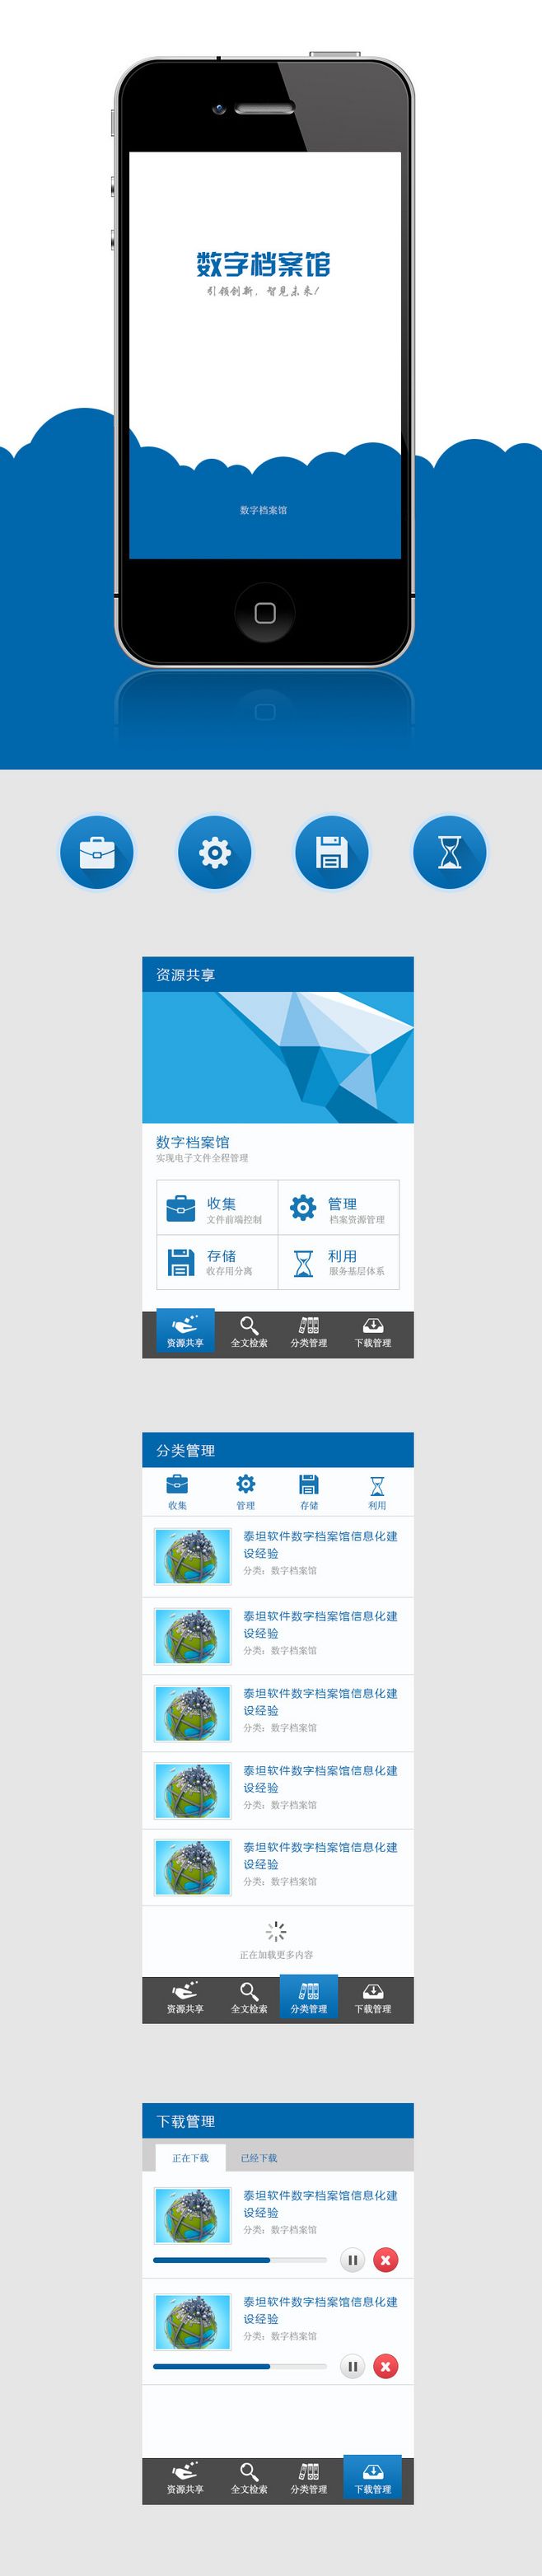 数字档案馆
引领创新，智见未来！
数字档案馆
资源共享
数字档案馆
实现电子文件全程管理
收集
文件前端控制
管理
档案资源管理
存储
收存用分离
利用
服务基层体系
资源共享 全文检索 分类管理 下载管理
分类管理
收集 管理 存储 利用
泰坦软件数字档案馆信息化建
设经验
分类：数字档案馆
泰坦软件数字档案馆信息化建
设经验
分类：数字档案馆
泰坦软件数字档案馆信息化建
设经验
分类：数字档案馆
泰坦软件数字档案馆信息化建
设经验
分类：数字档案馆
泰坦软件数字档案馆信息化建
设经验
分类：数字档案馆
正在加载更多内容
资源共享 全文检索 分类管理 下载管理
下载管理
正在下载 已经下载
泰坦软件数字档案馆信息化建
设经验
分类：数字档案馆
泰坦软件数字档案馆信息化建
设经验
分类：数字档案馆
资源共享 全文检索 分类管理 下载管理